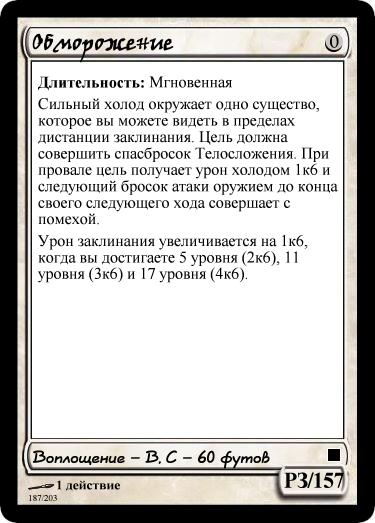 Обморожение 0
Длительность: Мгновенная
Сильный холод окружает одно существо,
которое вы можете видеть в пределах
дистанции заклинания. Цель должна
совершить спасбросок Телосложения. При
провале цель получает урон холодом 1к6 и
следующий бросок атаки оружием до конца
своего следующего хода совершает с
помехой.
Урон заклинания увеличивается на 1к6,
когда вы достигаете 5 уровня (2к6), 11
уровня (3к6) и 17 уровня (4к6).
Воплощение – В, С – 60 футов
1 действие
P3/157
187/203